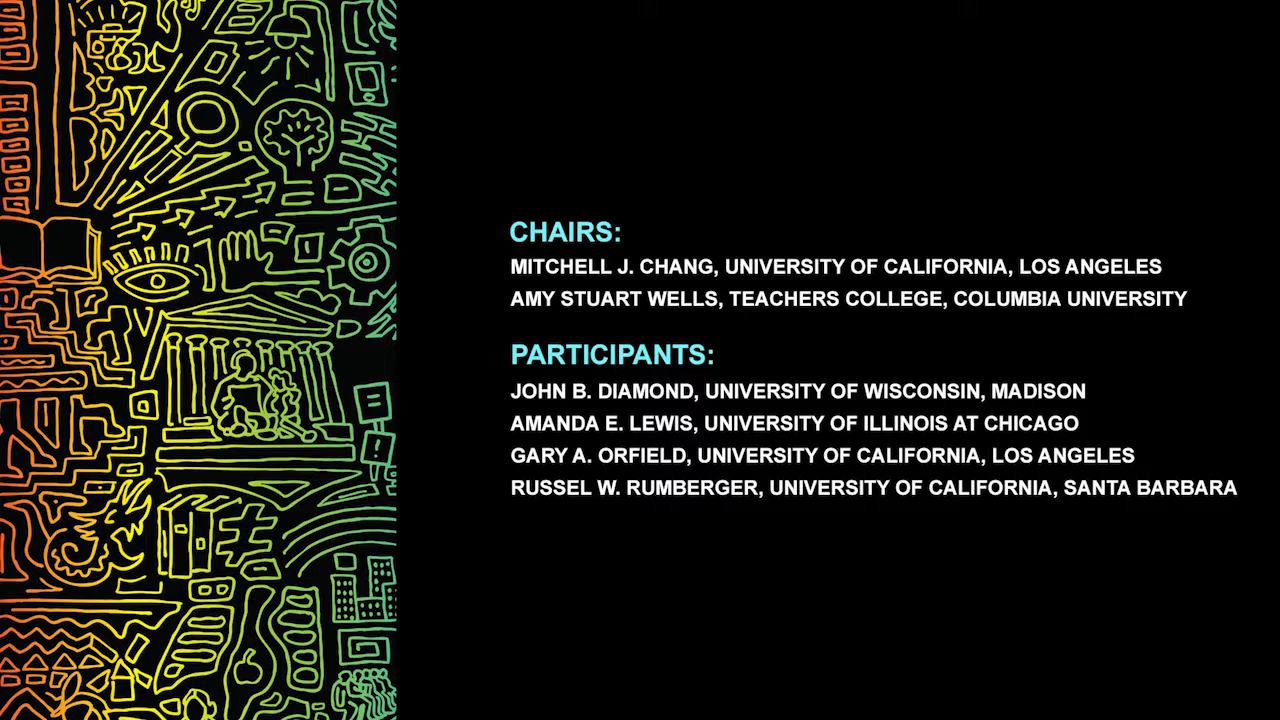 CHAIRS:
MITCHELL J. CHANG, UNIVERSITY OF CALIFORNIA, LOS ANGELES
AMY STUART WELLS, TEACHERS COLLEGE, COLUMBIA UNIVERSITY
PARTICIPANTS:
JOHN B. DIAMOND, UNIVERSITY OF WISCONSIN, MADISON
AMANDA E. LEWIS, UNIVERSITY OF ILLINOIS AT CHICAGO
GARY A. ORFIELD, UNIVERSITY OF CALIFORNIA, LOS ANGELES
RUSSEL W. RUMBERGER, UNIVERSITY OF CALIFORNIA, SANTA BARBARA